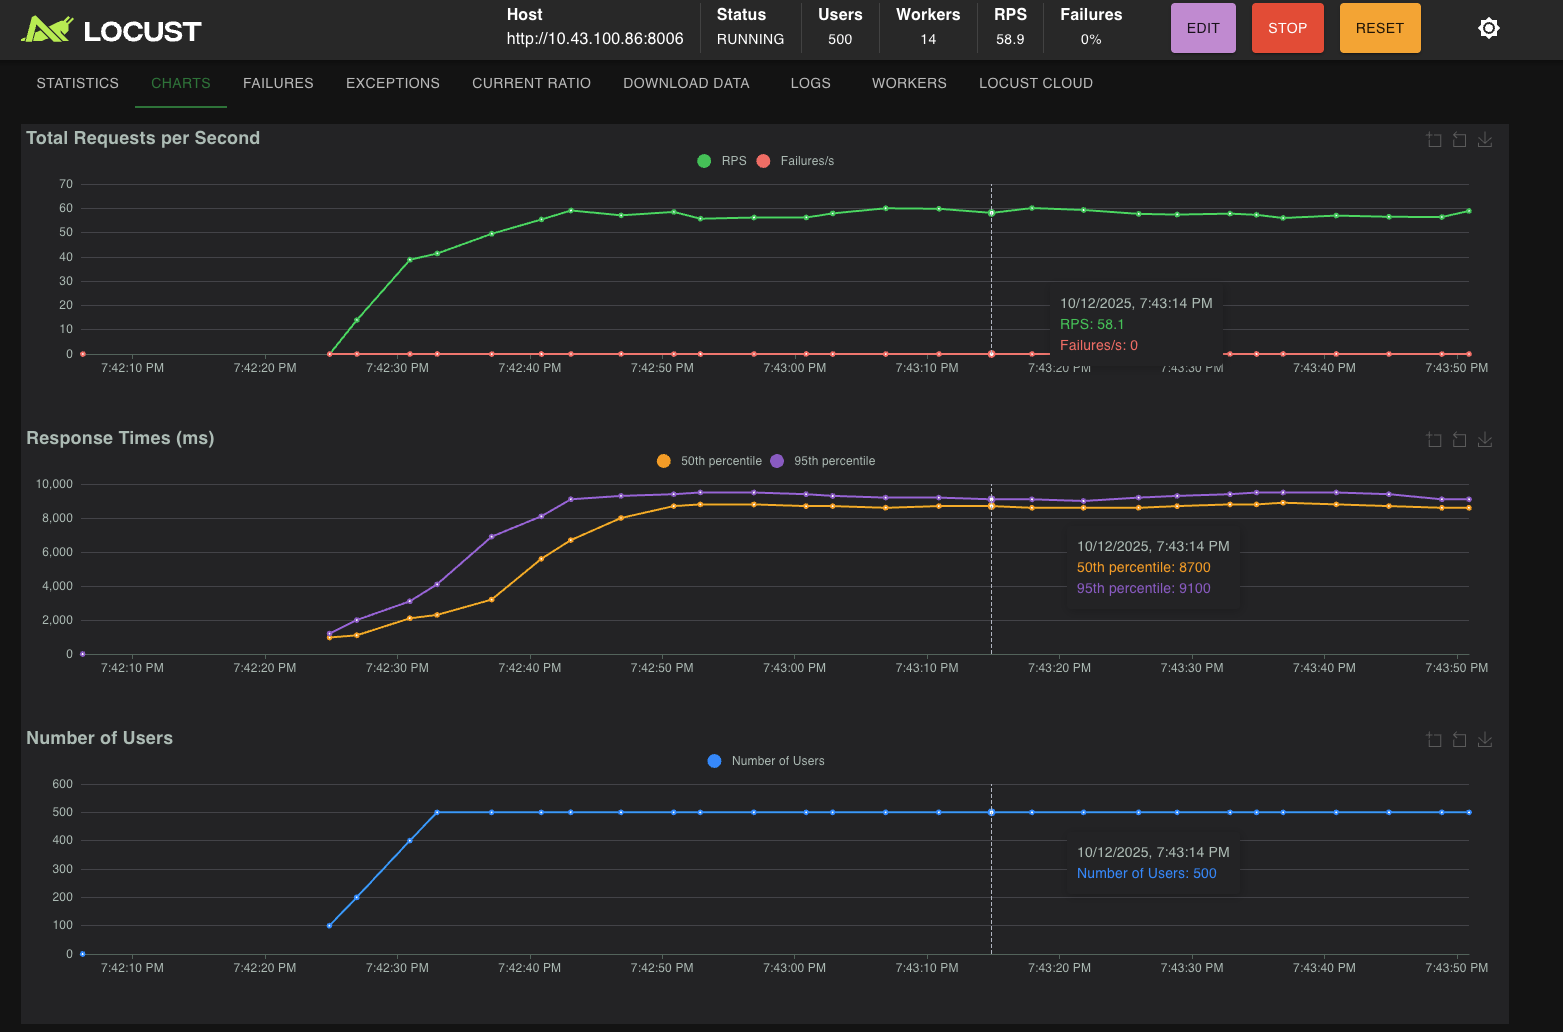 LOCUST
Host
http://10.43.100.86:8006
Status
RUNNING
Users
500
Workers
14
RPS
58.9
Failures
0%
EDIT
STOP
RESET
STATISTICS CHARTS FAILURES EXCEPTIONS CURRENT RATIO DOWNLOAD DATA LOGS WORKERS LOCUST CLOUD
Total Requests per Second
RPS Failures/s
70
60
50
40
30
20
10
0
10/12/2025, 7:43:14 PM
RPS: 58.1
Failures/s: 0
7:42:10 PM 7:42:20 PM 7:42:30 PM 7:42:40 PM 7:42:50 PM 7:43:00 PM 7:43:10 PM 7:43:20 PM 7:43:30 PM 7:43:40 PM 7:43:50 PM
Response Times (ms)
50th percentile 95th percentile
10,000
8,000
6,000
4,000
2,000
0
10/12/2025, 7:43:14 PM
50th percentile: 8700
95th percentile: 9100
7:42:10 PM 7:42:20 PM 7:42:30 PM 7:42:40 PM 7:42:50 PM 7:43:00 PM 7:43:10 PM 7:43:20 PM 7:43:30 PM 7:43:40 PM 7:43:50 PM
Number of Users
Number of Users
600
500
400
300
200
100
0
10/12/2025, 7:43:14 PM
Number of Users: 500
7:42:10 PM 7:42:20 PM 7:42:30 PM 7:42:40 PM 7:42:50 PM 7:43:00 PM 7:43:10 PM 7:43:20 PM 7:43:30 PM 7:43:40 PM 7:43:50 PM